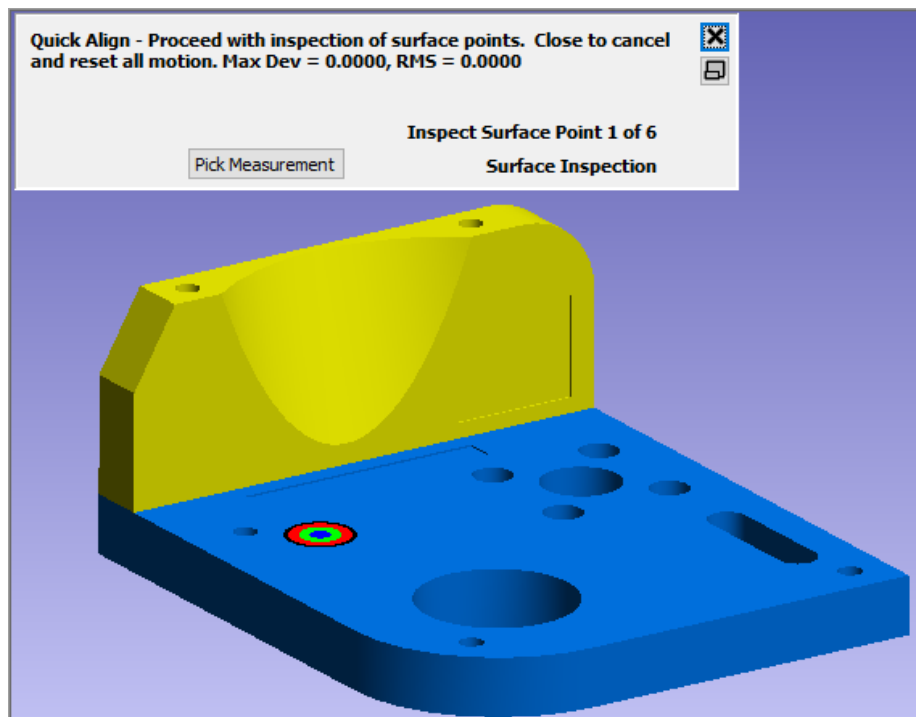 Quick Align - Proceed with inspection of surface points.  Close to cancel
and reset all motion. Max Dev = 0.0000, RMS = 0.0000
Inspect Surface Point 1 of 6
Pick Measurement
Surface Inspection